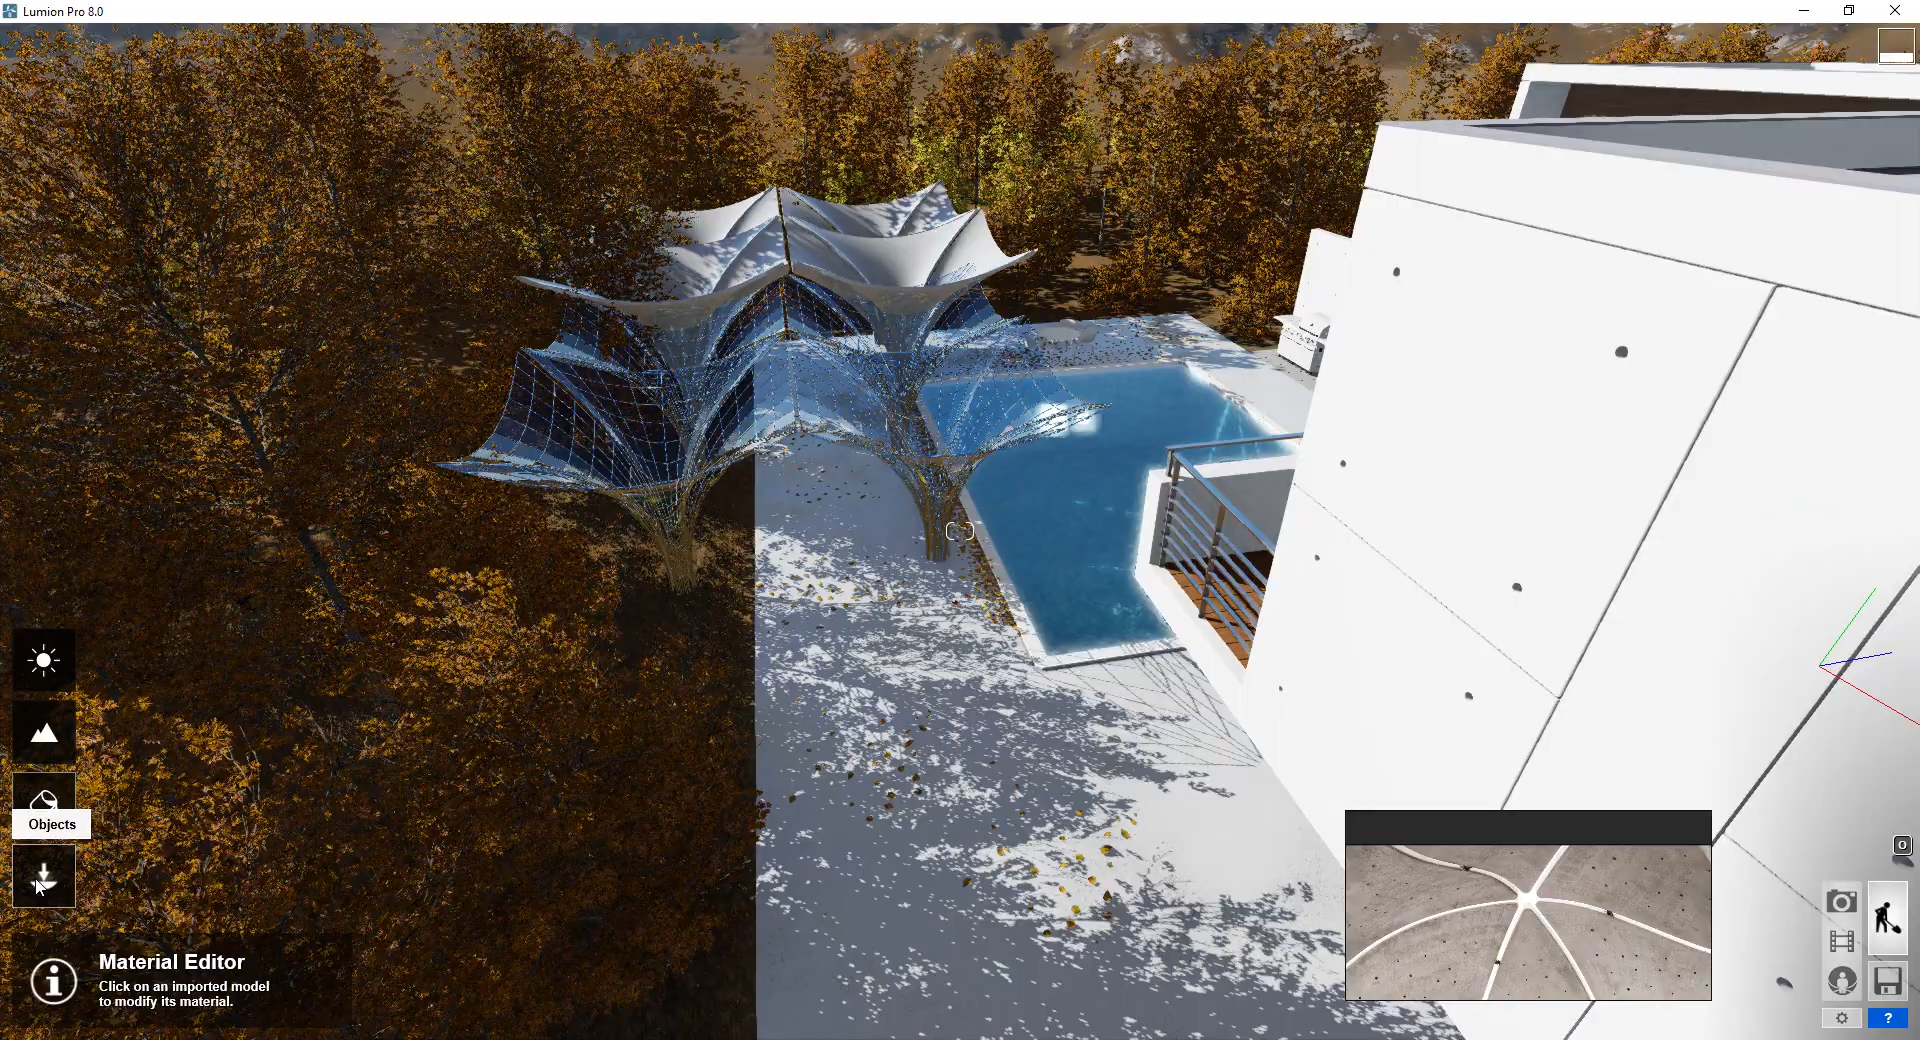 Lumion Pro 8.0
Objects
Material Editor
Click on an imported model
to modify its material.
O
?